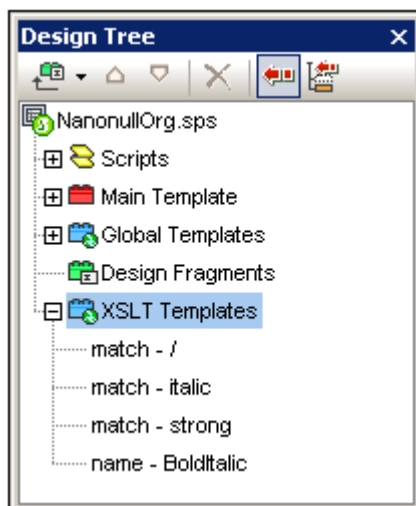 Design Tree
NanonullOrg.sps
Scripts
Main Template
Global Templates
Design Fragments
XSLT Templates
match - /
match - italic
match - strong
name - BoldItalic